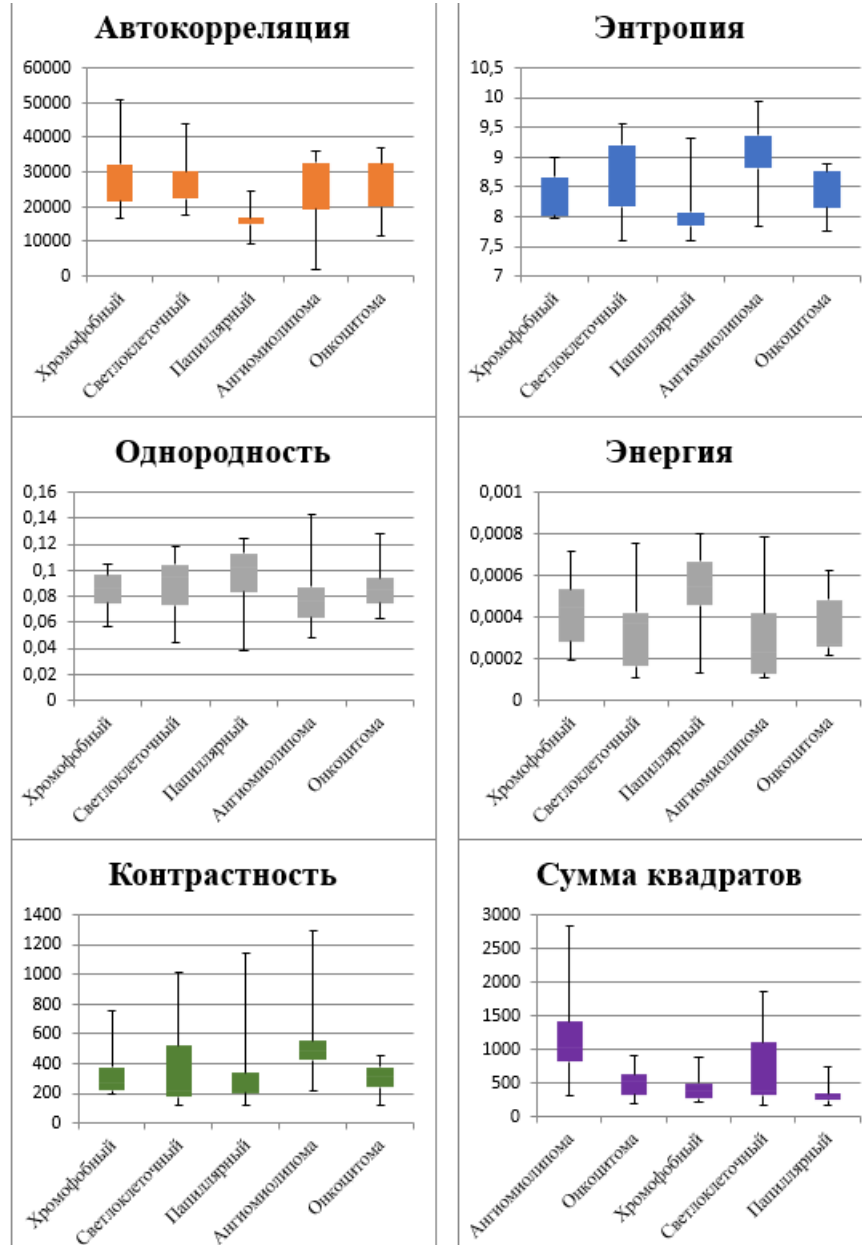 Автокорреляция
60000
50000
40000
30000
20000
10000
0
Хромофобный
Светлоклеточный
Папиллярный
Ангиомиолипома
Онкоцитома
Энтропия
10,5
10
9,5
9
8,5
8
7,5
7
Хромофобный
Светлоклеточный
Папиллярный
Ангиомиолипома
Онкоцитома
Однородность
0,16
0,14
0,12
0,1
0,08
0,06
0,04
0,02
0
Хромофобный
Светлоклеточный
Папиллярный
Ангиомиолипома
Онкоцитома
Энергия
0,001
0,0008
0,0006
0,0004
0,0002
0
Хромофобный
Светлоклеточный
Папиллярный
Ангиомиолипома
Онкоцитома
Контрастность
1400
1200
1000
800
600
400
200
0
Хромофобный
Светлоклеточный
Папиллярный
Ангиомиолипома
Онкоцитома
Сумма квадратов
3000
2500
2000
1500
1000
500
0
Ангиомиолипома
Онкоцитома
Хромофобный
Светлоклеточный
Папиллярный